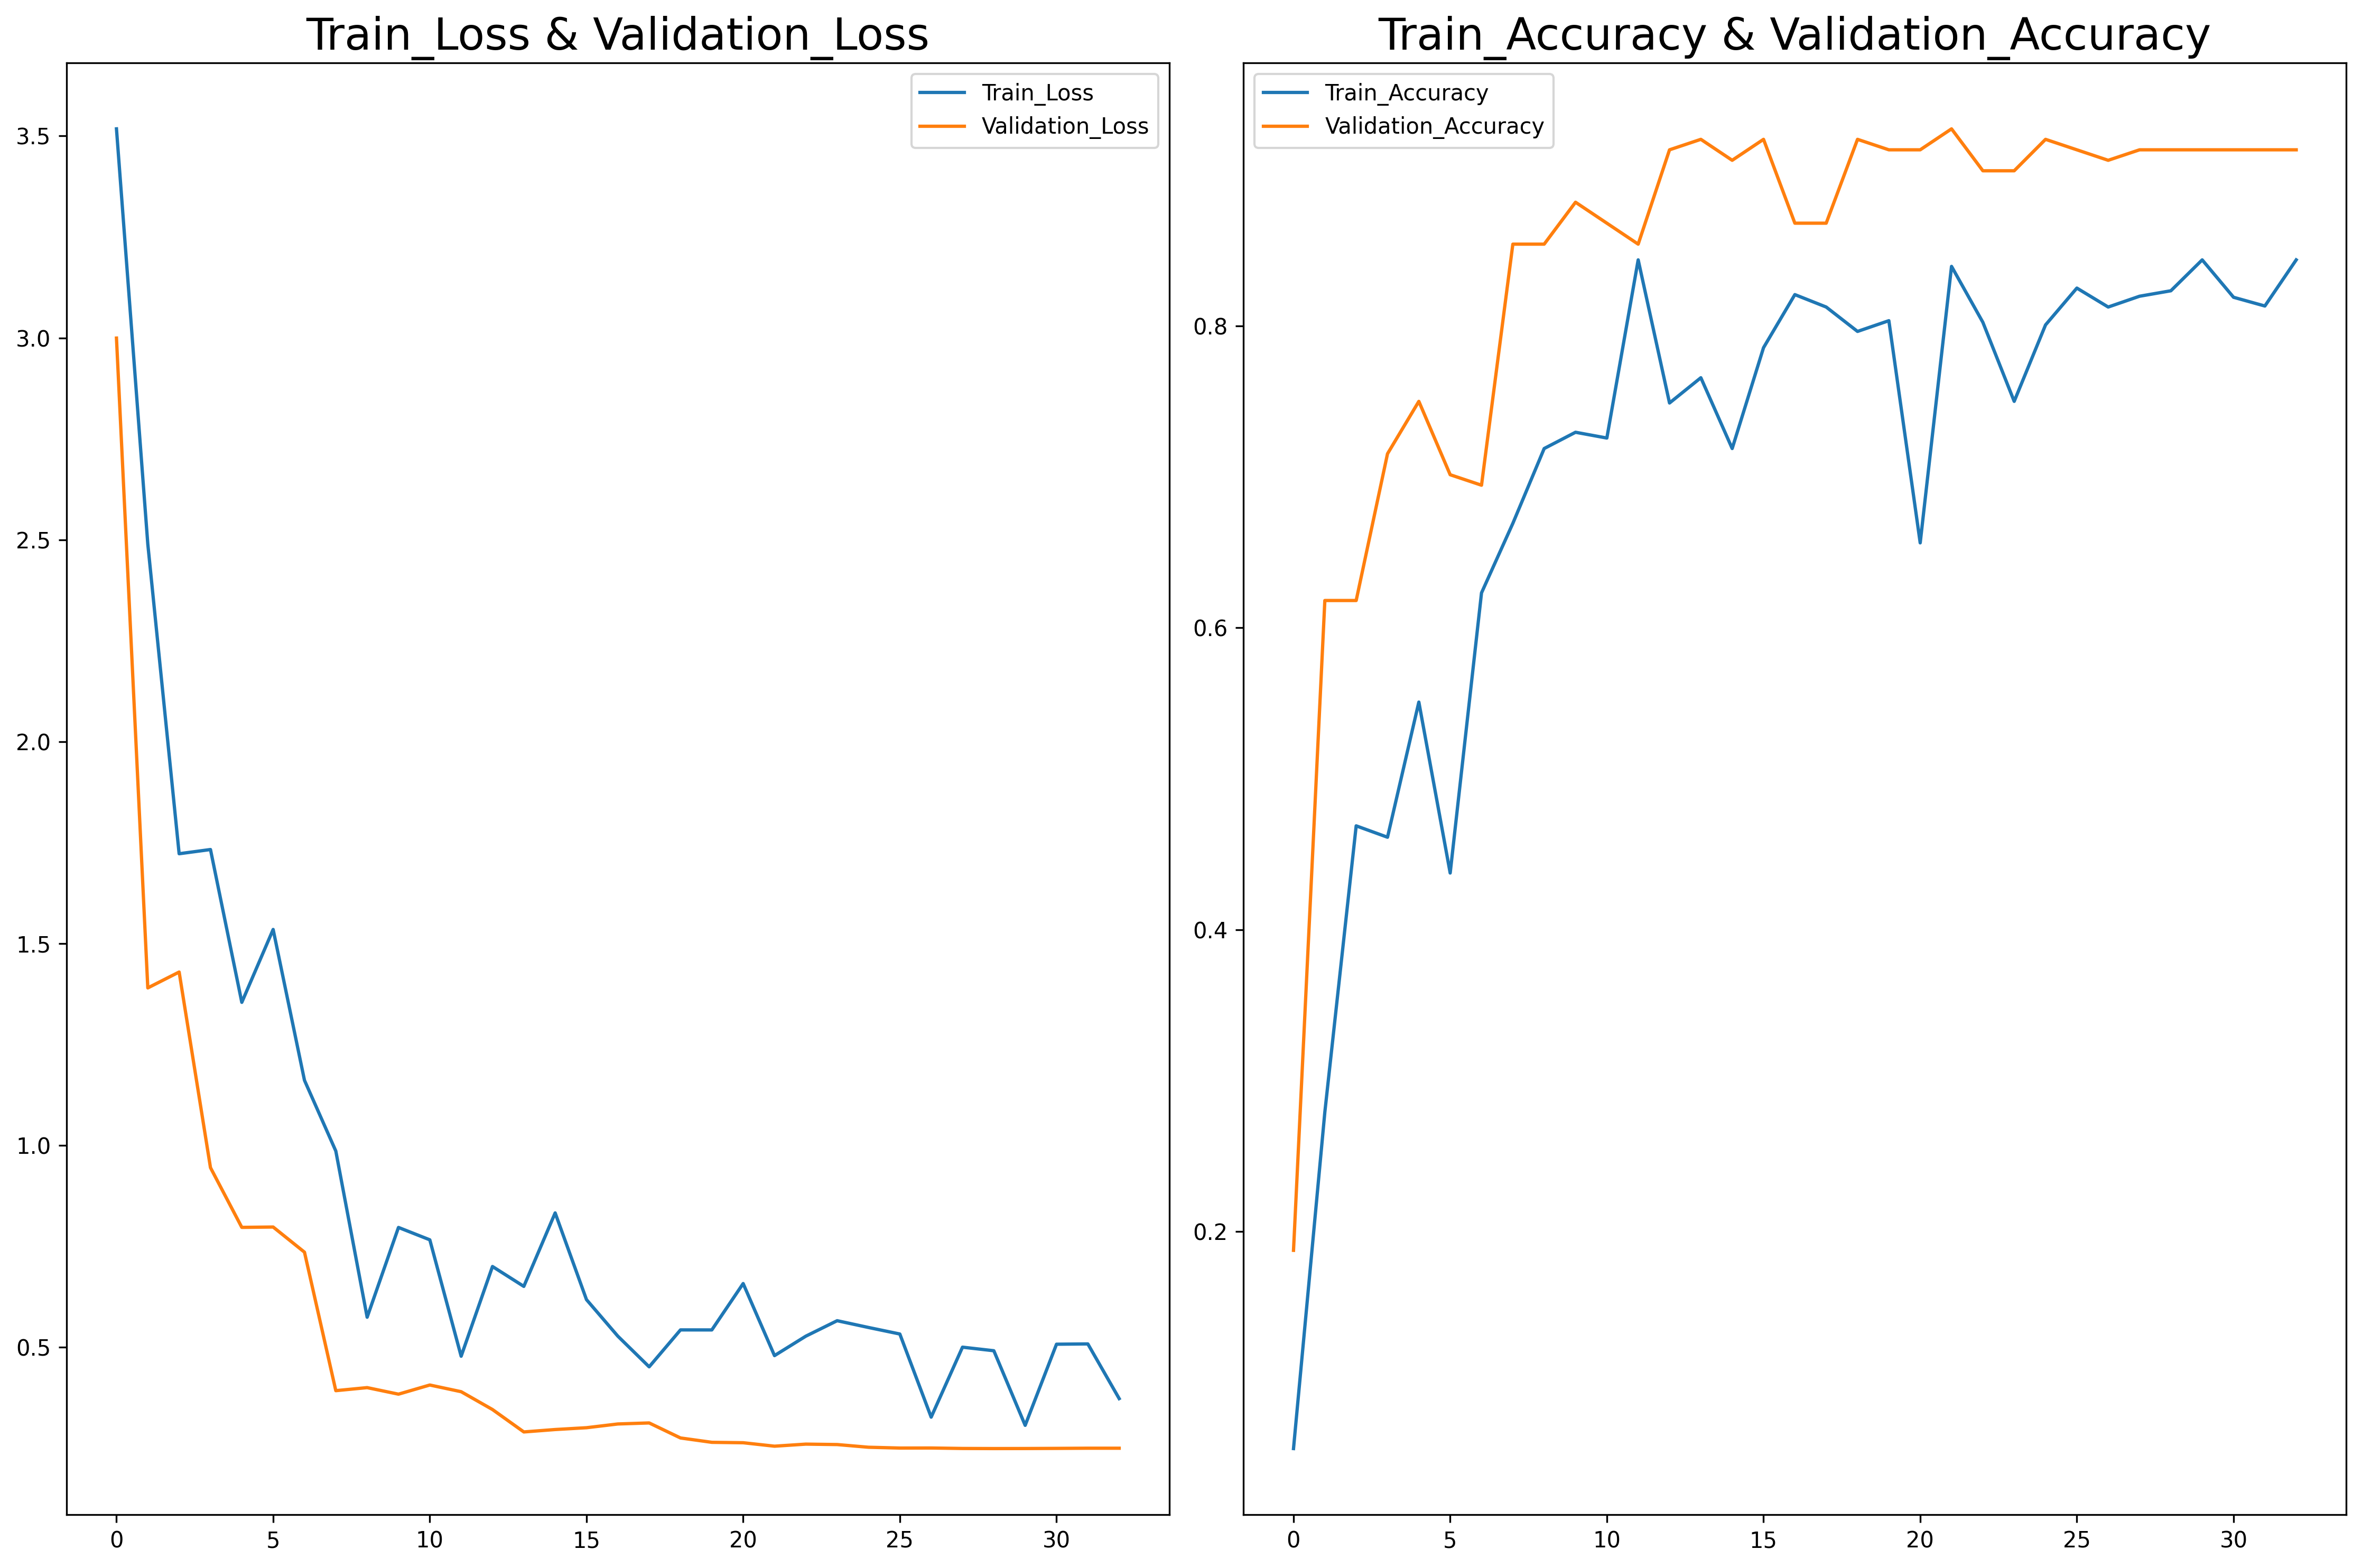 Train_Loss & Validation_Loss
Train_Loss
Validation_Loss
3.5
3.0
2.5
2.0
1.5
1.0
0.5
0 5 10 15 20 25 30
Train_Accuracy & Validation_Accuracy
Train_Accuracy
Validation_Accuracy
0.8
0.6
0.4
0.2
0 5 10 15 20 25 30